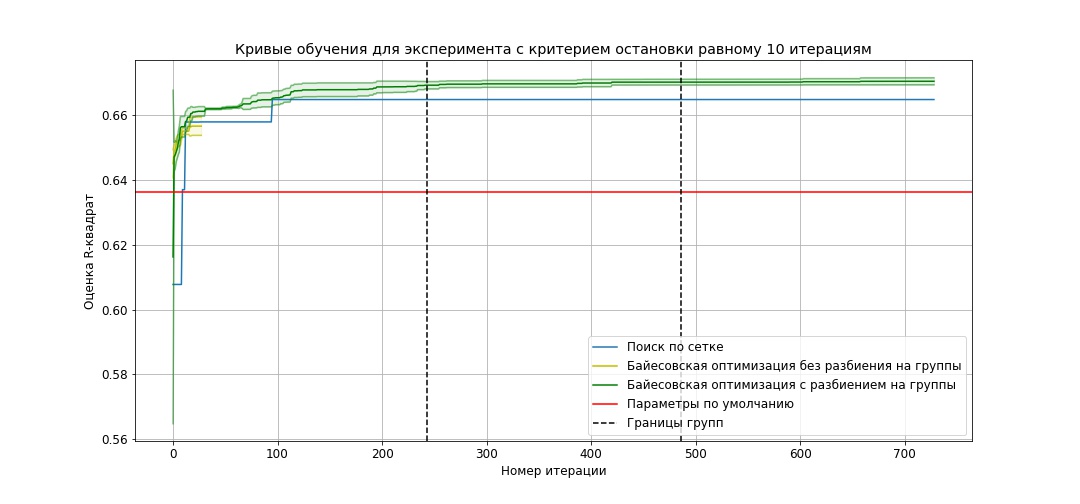 Кривые обучения для эксперимента с критерием остановки равному 10 итерациям
Оценка R-квадрат
0.66
0.64
0.62
0.60
0.58
0.56
Поиск по сетке
Байесовская оптимизация без разбиения на группы
Байесовская оптимизация с разбиением на группы
Параметры по умолчанию
Границы групп
0 100 200 300 400 500 600 700
Номер итерации